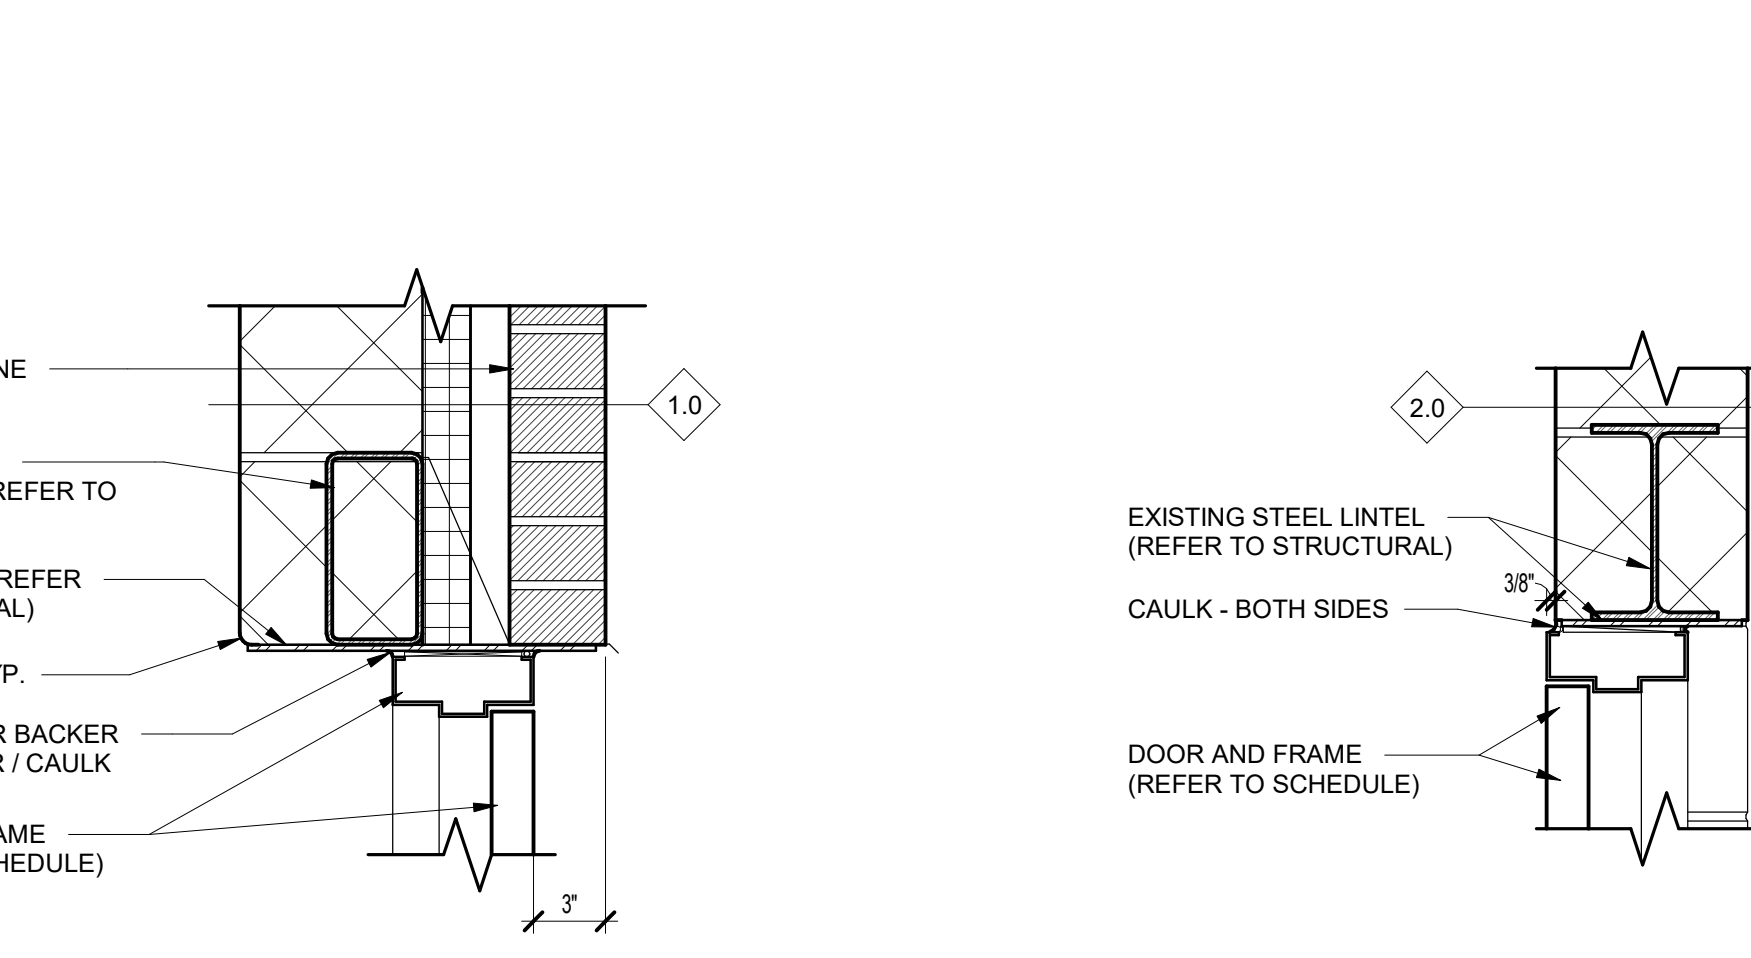 NE
1.0
REFER TO
REFER
AL)
YP.
R BACKER
R / CAULK
AME
HEDULE)
3"
2.0
EXISTING STEEL LINTEL
(REFER TO STRUCTURAL)
3/8"
CAULK - BOTH SIDES
DOOR AND FRAME
(REFER TO SCHEDULE)